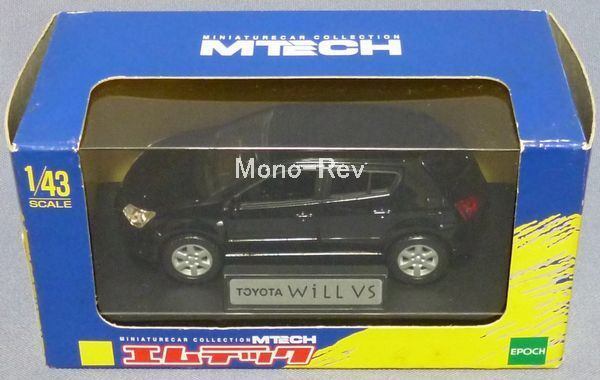 MINIATURECAR COLLECTION
MTECH
1/43
SCALE
Mono Rev
TOYOTA WiLL VS
MINIATURECAR COLLECTION MTECH
エムテック
EPOCH